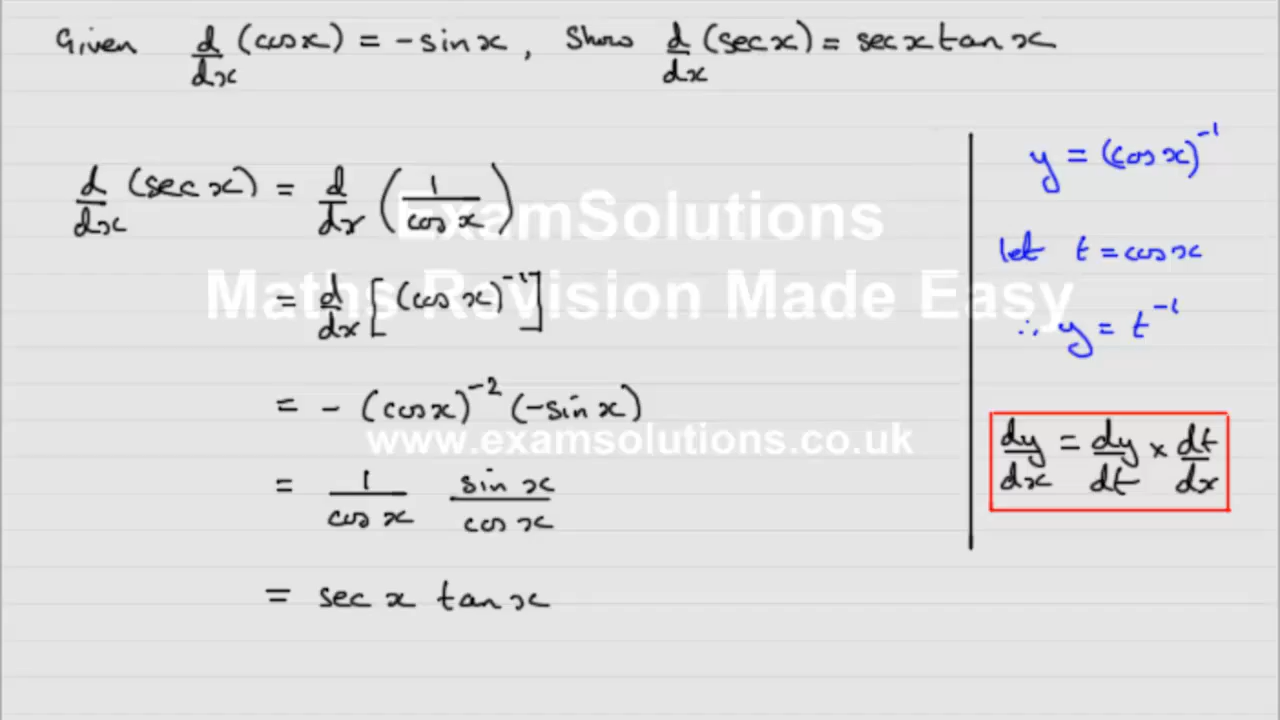 Given d/dx (cos x) = -sin x, Show d/dx (sec x) = sec x tan x
d/dx (sec x) = d/dx (1/cos x)
= d/dx [(cos x)^-1]
= - (cos x)^-2 (-sin x)
= 1/cos x sin x/cos x
= sec x tan x
y = (cos x)^-1
let t = cos x
∴ y = t^-1
dy/dx = dy/dt × dt/dx
ExamSolutions
Maths Revision Made Easy
www.examsolutions.co.uk